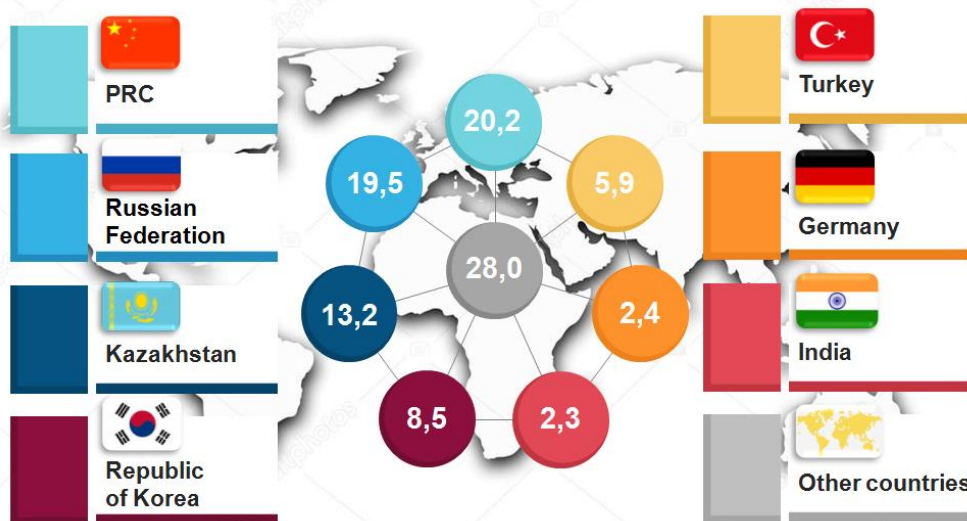 PRC
Russian
Federation
Kazakhstan
Republic
of Korea
20,2
19,5
5,9
28,0
13,2
2,4
8,5
2,3
Turkey
Germany
India
Other countries